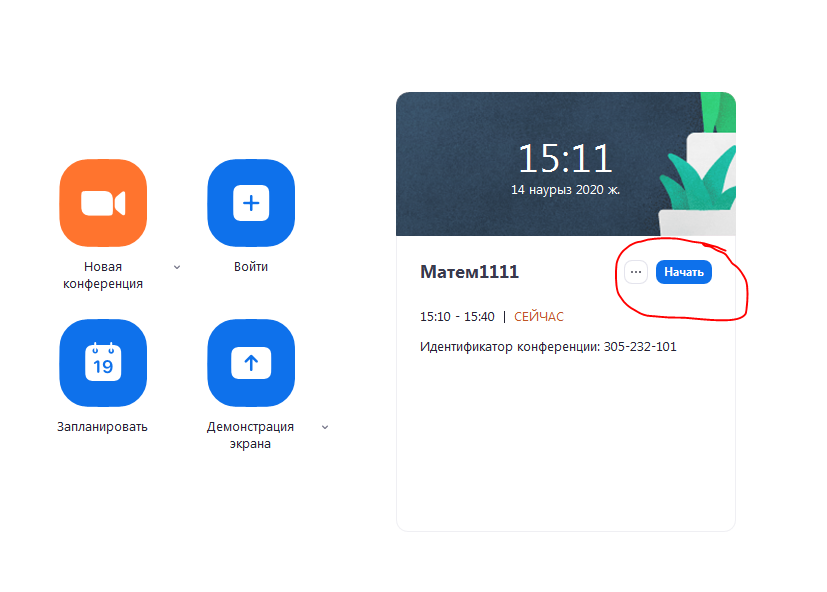 15:11
14 наурыз 2020 ж.
Новая
конференция
Войти
19
Запланировать
Демонстрация
экрана
Матем1111
Начать
15:10 - 15:40 | СЕЙЧАС
Идентификатор конференции: 305-232-101